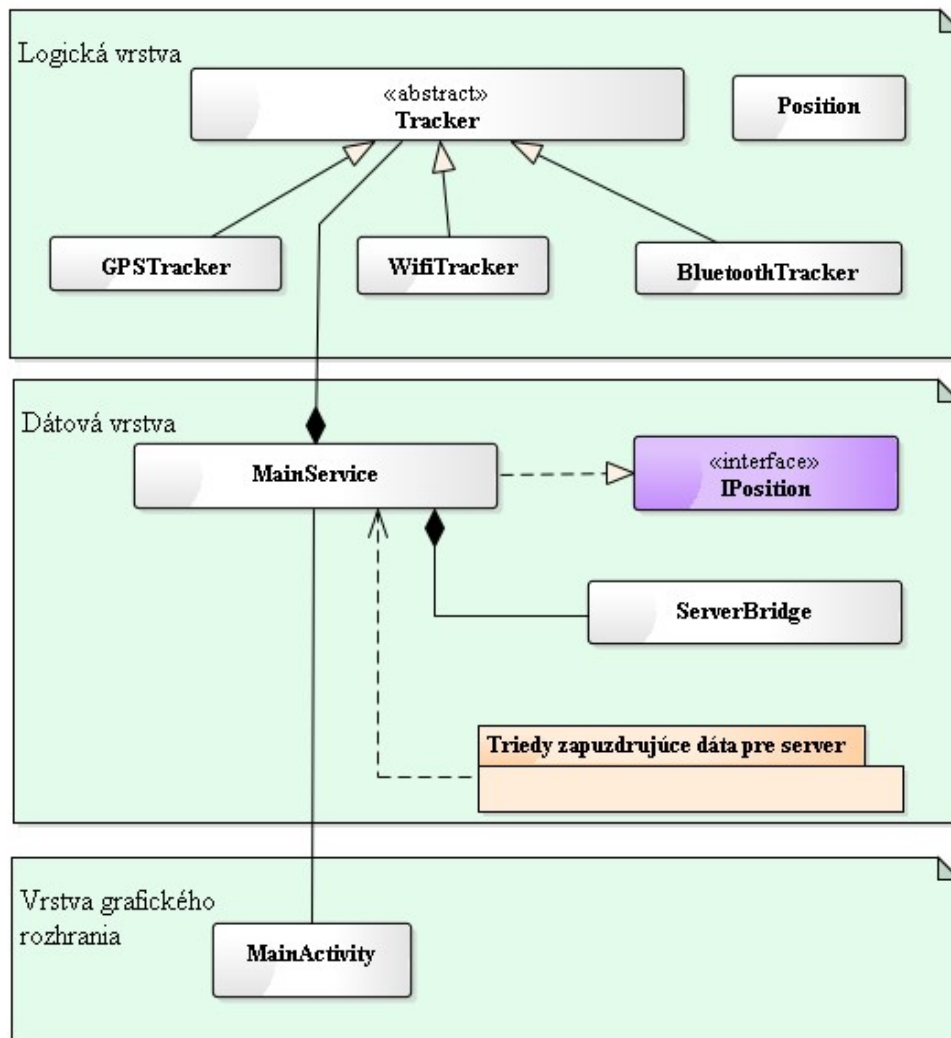 Logická vrstva
«abstract»
Tracker
Position
GPSTracker
WifiTracker
BluetoothTracker
Dátová vrstva
MainService
«interface»
IPosition
ServerBridge
Triedy zapuzdrujúce dáta pre server
Vrstva grafického
rozhrania
MainActivity